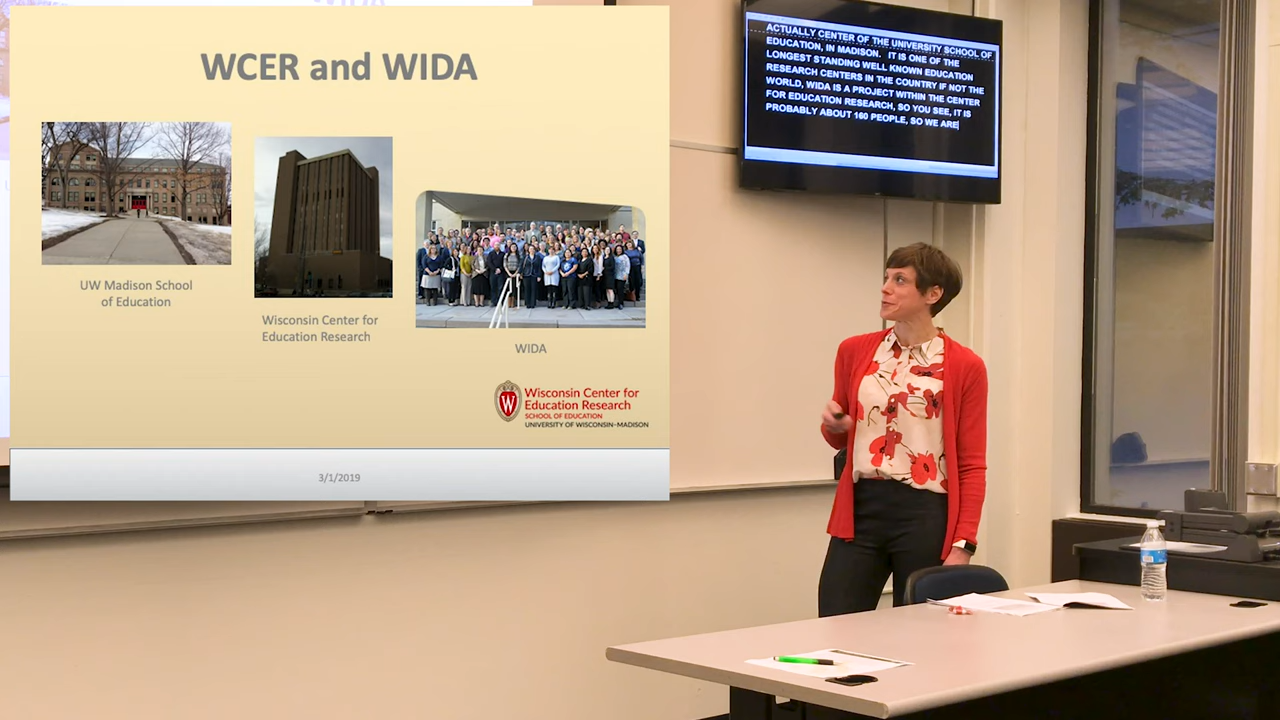 WCER and WIDA
UW Madison School
of Education
Wisconsin Center for
Education Research
WIDA
W
Wisconsin Center for
Education Research
SCHOOL OF EDUCATION
UNIVERSITY OF WISCONSIN–MADISON
3/1/2019
ACTUALLY CENTER OF THE UNIVERSITY SCHOOL OF
EDUCATION, IN MADISON. IT IS ONE OF THE
LONGEST STANDING WELL KNOWN EDUCATION
RESEARCH CENTERS IN THE COUNTRY IF NOT THE
WORLD, WIDA IS A PROJECT WITHIN THE CENTER
FOR EDUCATION RESEARCH, SO YOU SEE, IT IS
PROBABLY ABOUT 160 PEOPLE, SO WE ARE